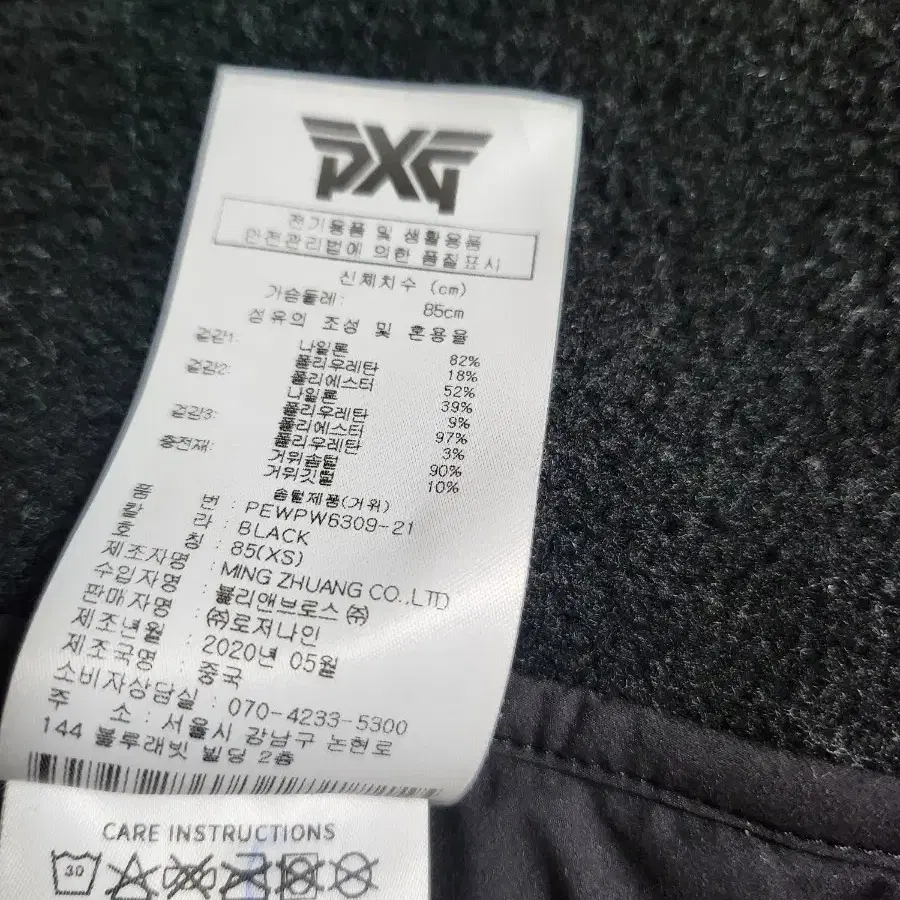 PXG
전기용품 및 생활용품
안전관리법에 의한 품질표시
신체치수 (cm)
가슴둘레: 85cm
섬유의 조성 및 혼용율
겉감1: 나일론 82%
폴리우레탄 18%
겉감2: 폴리에스터 52%
나일론 39%
폴리우레탄 9%
겉감3: 폴리에스터 97%
폴리우레탄 3%
충전재: 거위솜털 90%
거위깃털 10%
솜털제품(거위)
품 번 : PEWPW6309-21
칼 라 : BLACK
호 칭 : 85(XS)
제조자명 : MING ZHUANG CO.,LTD
수입자명 : 폴리앤브로스 ㈜
판매자명 : ㈜로저나인
제조년월 : 2020년 05월
제조국명 : 중국
소비자상담실 : 070-4233-5300
주 소 : 서울시 강남구 논현로
144 블루래빗 빌딩 2층
CARE INSTRUCTIONS
30